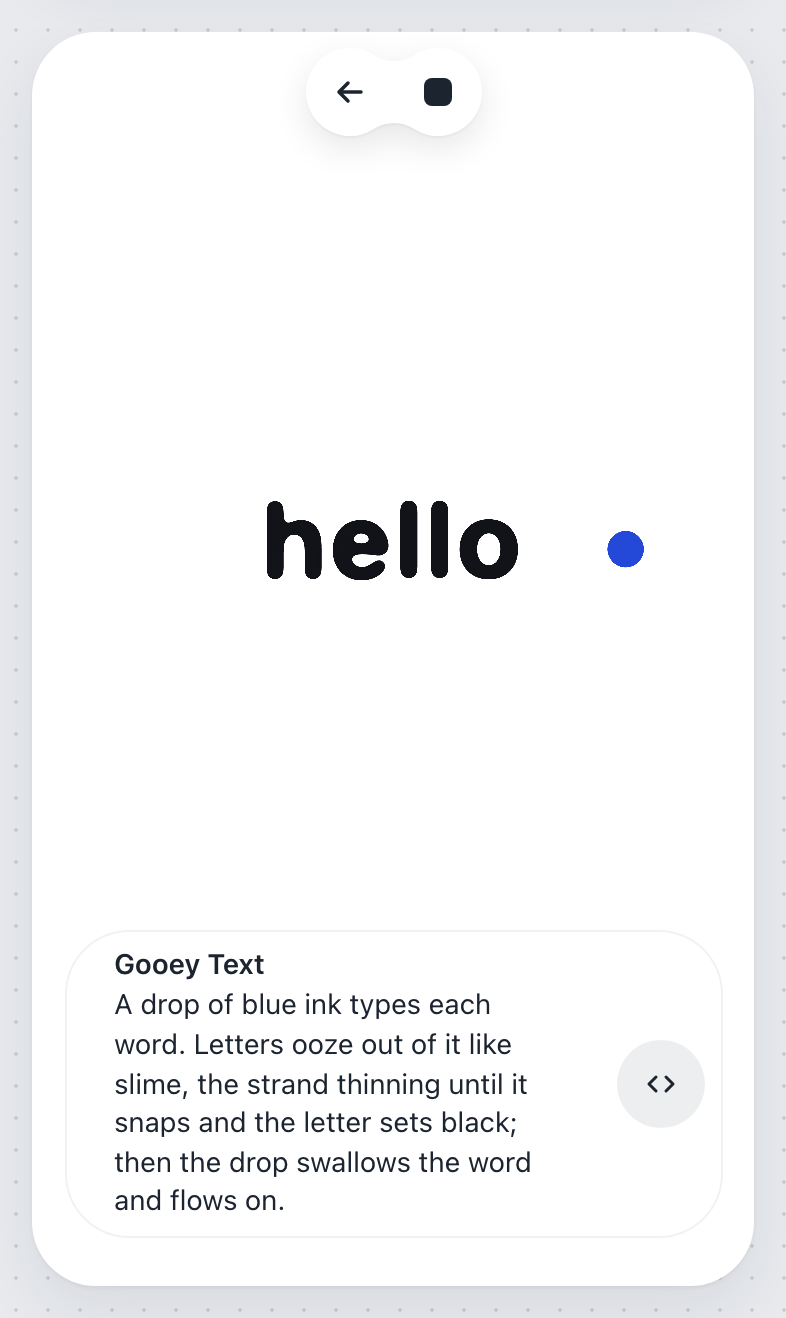 hello
Gooey Text
A drop of blue ink types each
word. Letters ooze out of it like
slime, the strand thinning until it
snaps and the letter sets black;
then the drop swallows the word
and flows on.